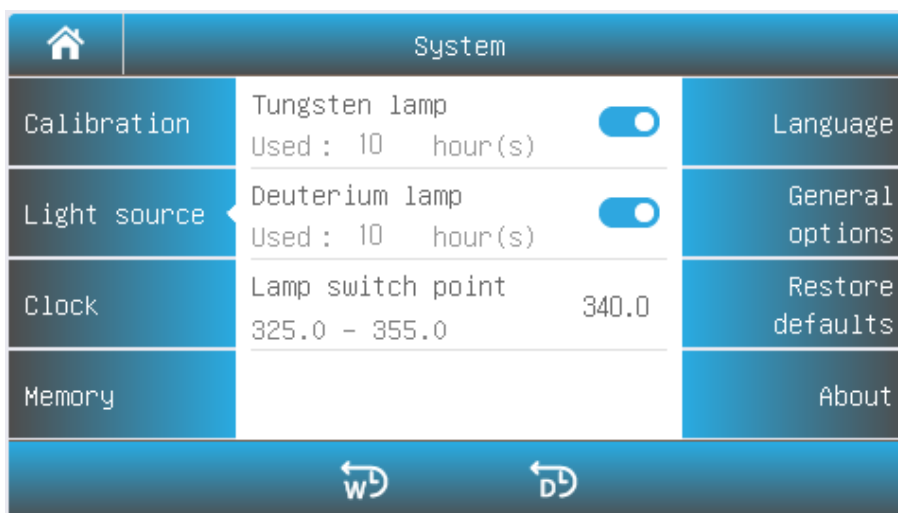 System
Calibration
Light source
Clock
Memory
Tungsten lamp
Used : 10 hour(s)
Deuterium lamp
Used : 10 hour(s)
Lamp switch point
340.0
325.0 - 355.0
Language
General
options
Restore
defaults
About
W
D